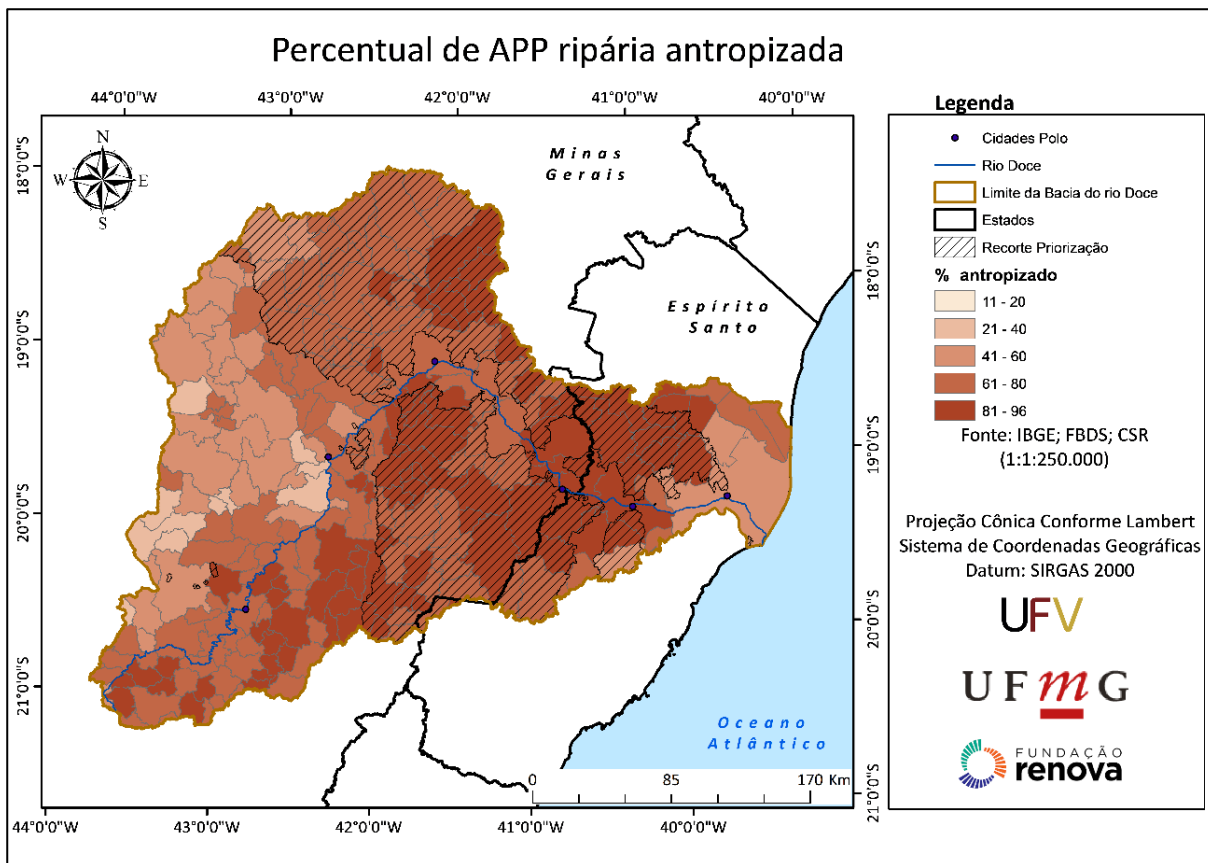 Percentual de APP ripária antropizada
44°0'0"W 43°0'0"W 42°0'0"W 41°0'0"W 40°0'0"W
N
W E
S
18°0'0"S
19°0'0"S
20°0'0"S
21°0'0"S
Minas
Gerais
Espírito
Santo
Oceano
Atlântico
18°0'0"S
19°0'0"S
20°0'0"S
21°0'0"S
0 85 170 Km
44°0'0"W 43°0'0"W 42°0'0"W 41°0'0"W 40°0'0"W
Legenda
Cidades Polo
Rio Doce
Limite da Bacia do rio Doce
Estados
Recorte Priorização
% antropizado
11 - 20
21 - 40
41 - 60
61 - 80
81 - 96
Fonte: IBGE; FBDS; CSR
(1:1:250.000)
Projeção Cônica Conforme Lambert
Sistema de Coordenadas Geográficas
Datum: SIRGAS 2000
UFV
UFmG
FUNDAÇÃO
renova